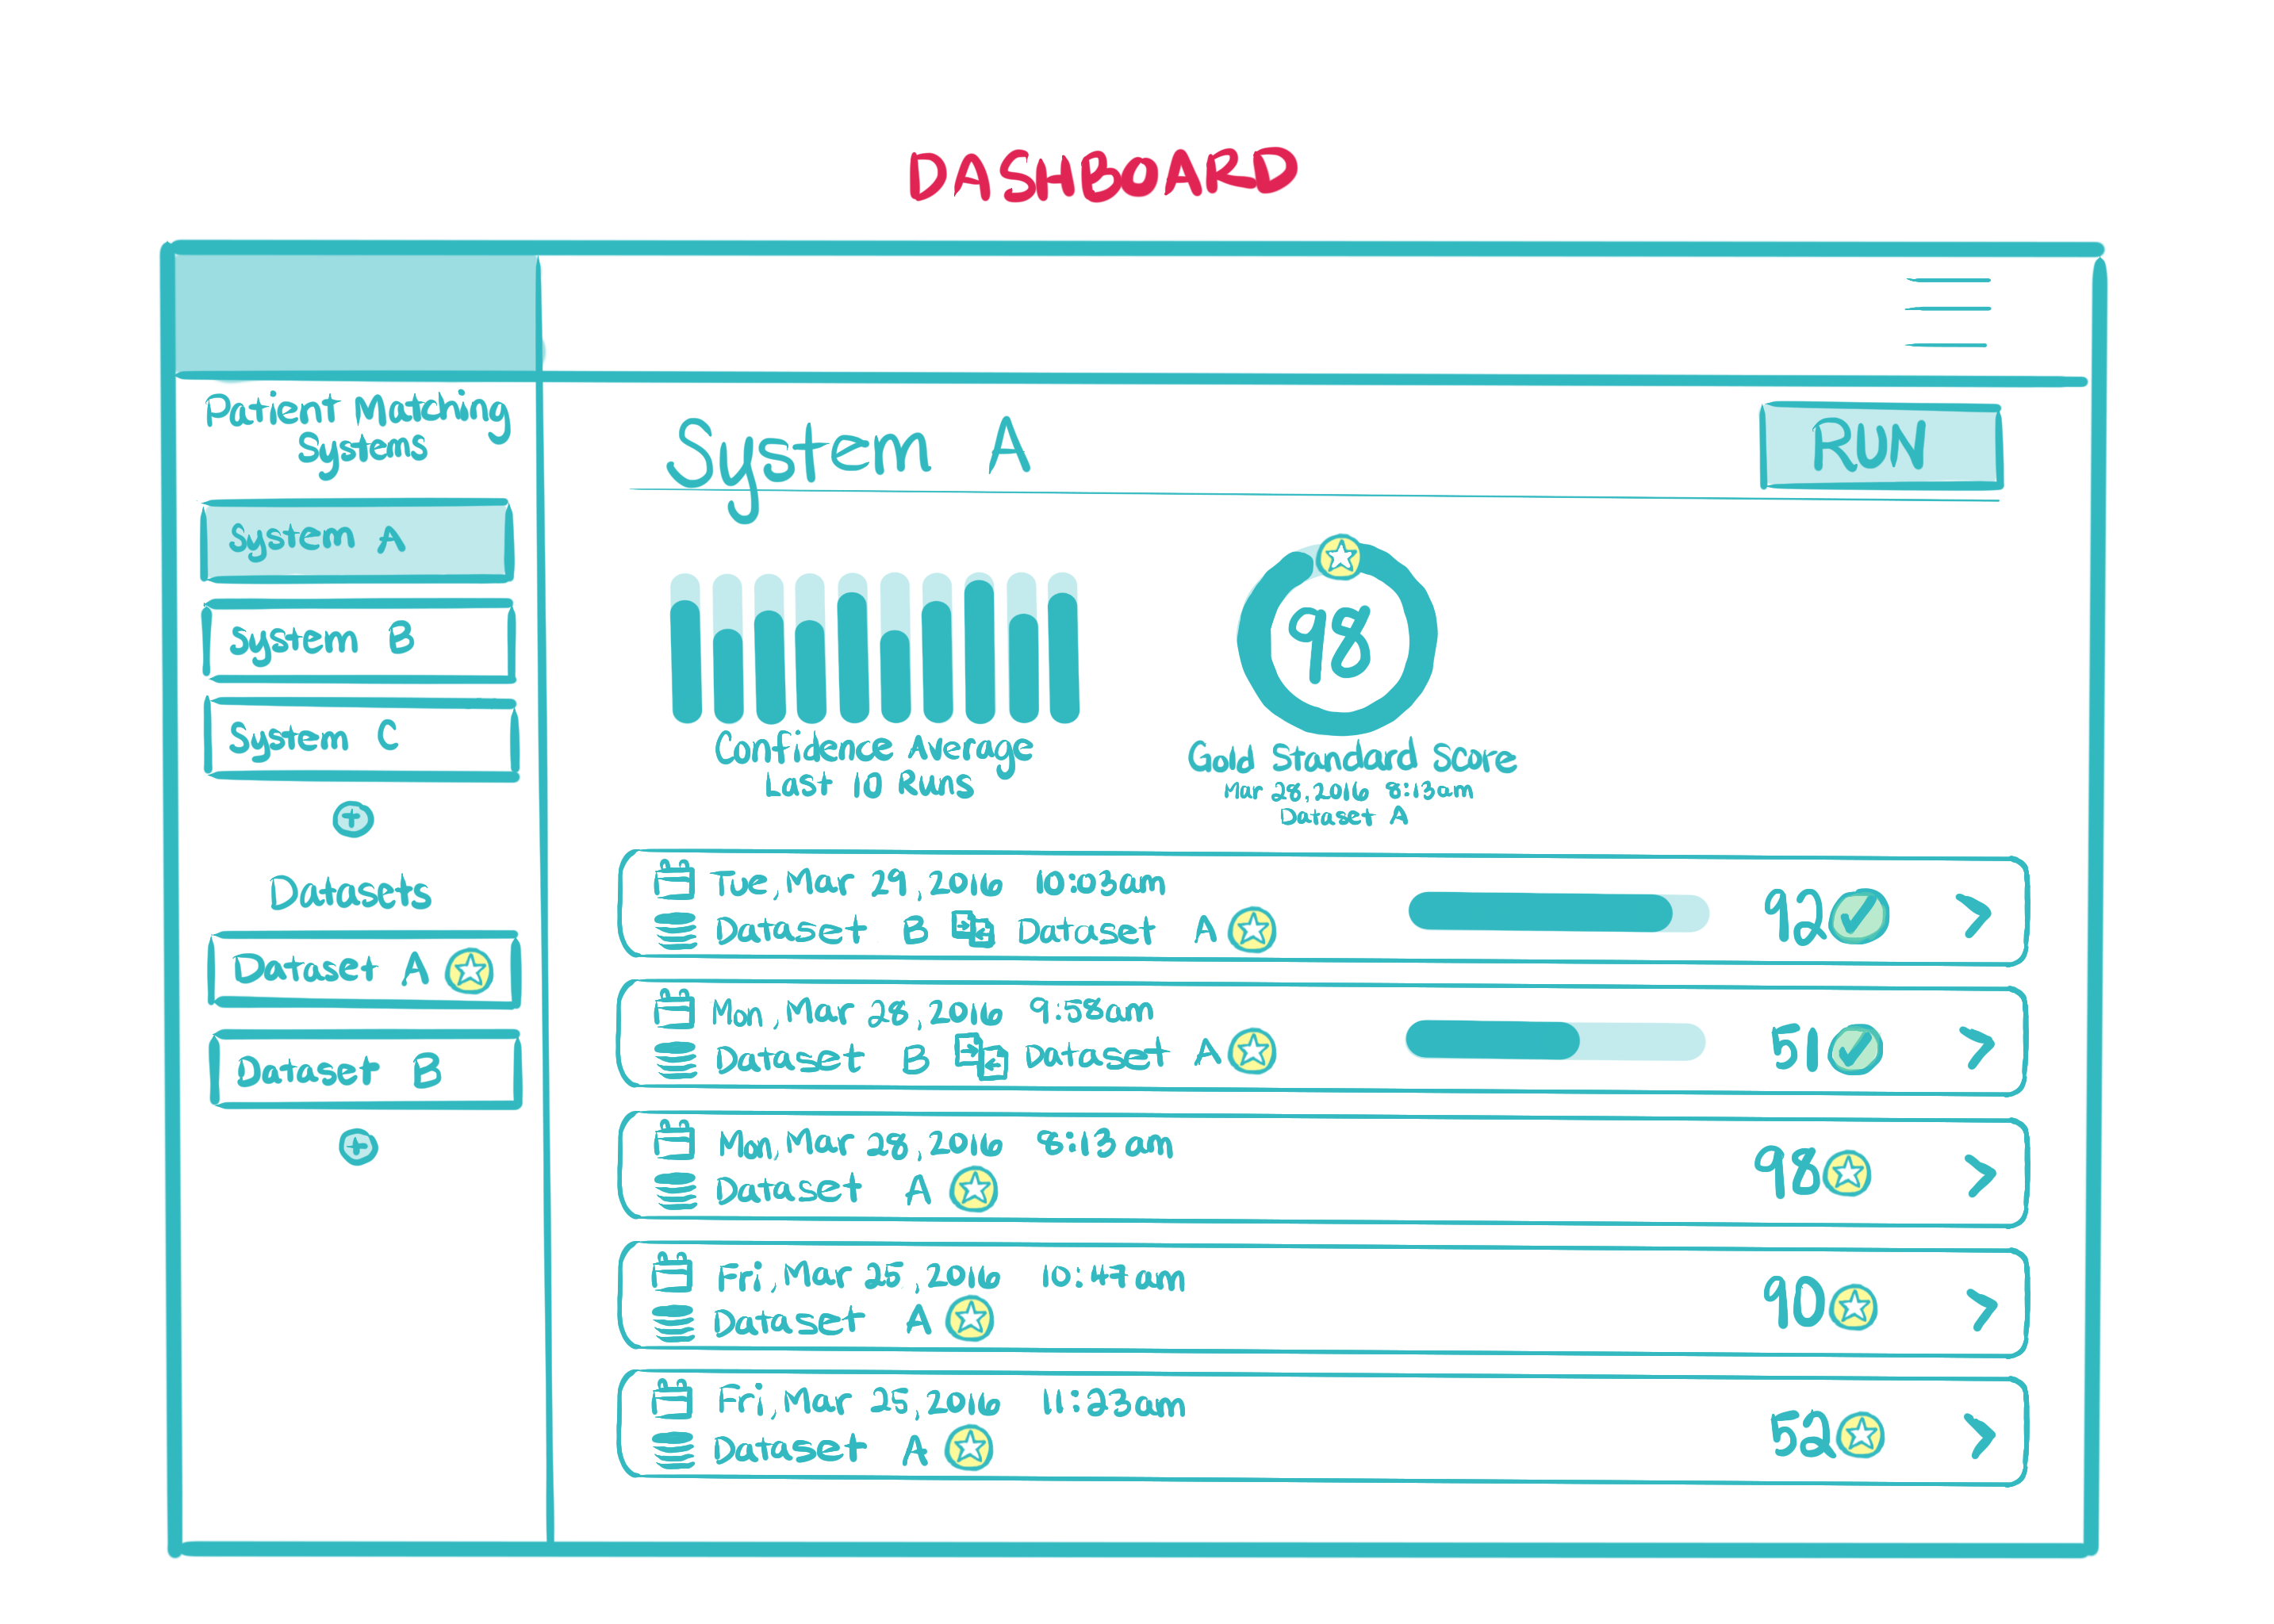 DASHBOARD
Patient Matching
Systems
System A
System B
System C
Datasets
Dataset A
Dataset B
System A
RUN
98
Confidence Average
Last 10 Runs
Gold Standard Score
Mar 28, 2016 8:13am
Dataset A
Tue, Mar 29, 2016 10:03am
Dataset B Dataset A
92
Mon, Mar 28, 2016 9:58am
Dataset B Dataset A
51
Mon, Mar 28, 2016 8:13 am
Dataset A
98
Fri, Mar 25, 2016 10:47am
Dataset A
90
Fri, Mar 25, 2016 11:23am
Dataset A
52